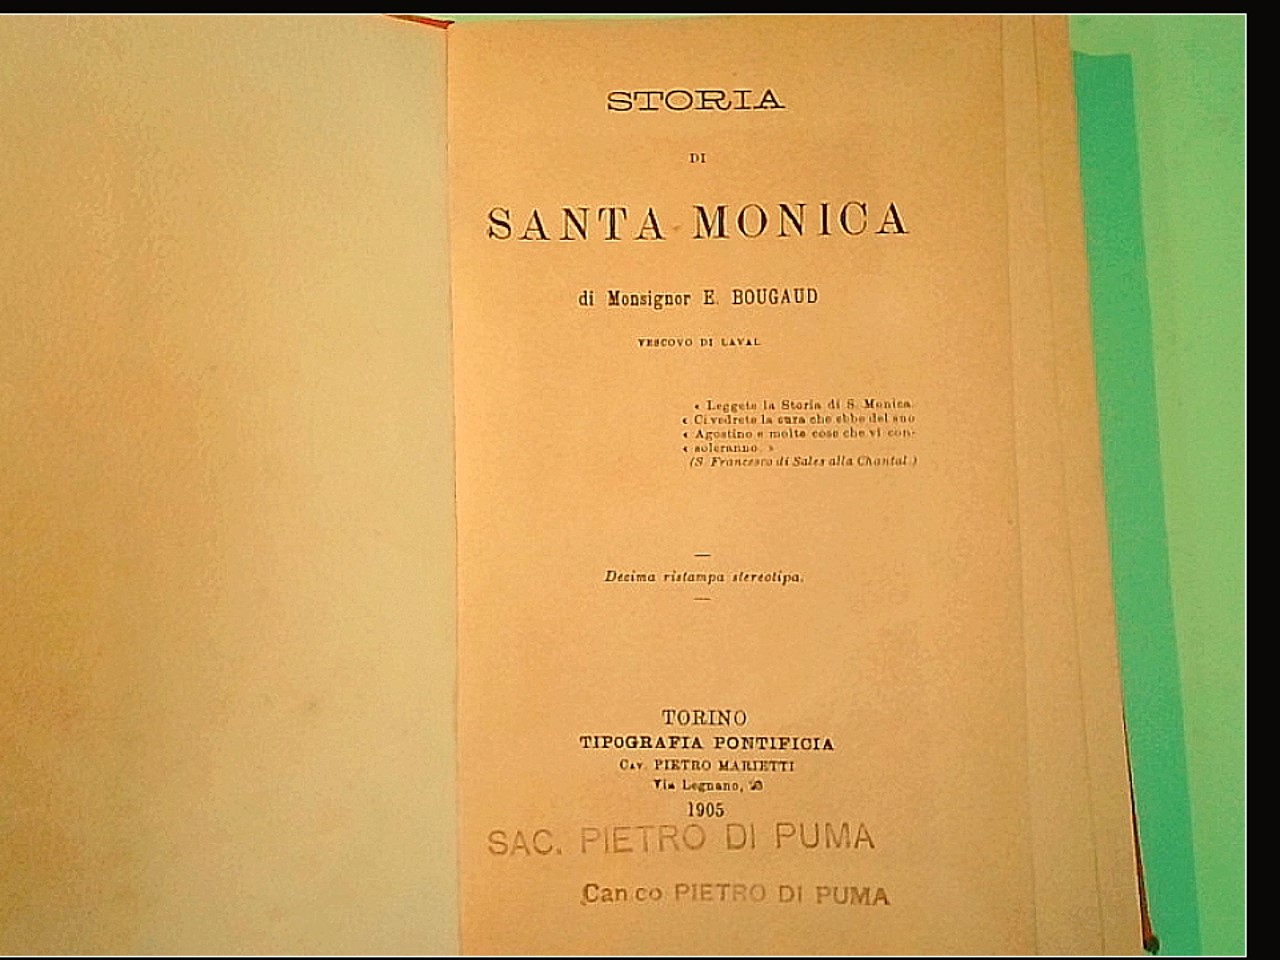 STORIA
DI
SANTA MONICA
di Monsignor E. BOUGAUD
VESCOVO DI LAVAL
« Leggete la Storia di S. Monica.
« Ci vedrete la cura che ebbe del suo
« Agostino e molte cose che vi con-
« soleranno. »
(S. Francesco di Sales alla Chantal.)
Decima ristampa stereotipa.
TORINO
TIPOGRAFIA PONTIFICIA
CAV. PIETRO MARIETTI
Via Legnano,
1905
SAC. PIETRO DI PUMA
Can co PIETRO DI PUMA